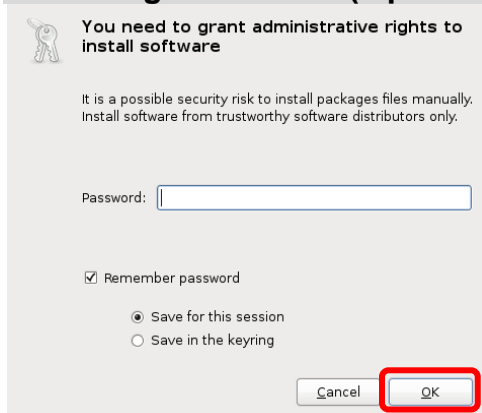 You need to grant administrative rights to
install software
It is a possible security risk to install packages files manually.
Install software from trustworthy software distributors only.
Password:
Remember password
Save for this session
Save in the keyring
Cancel
OK